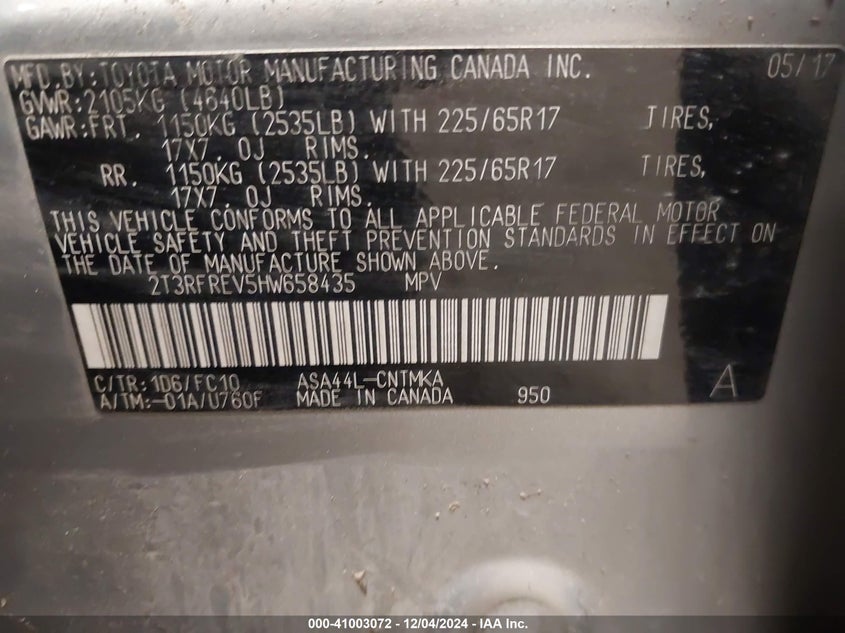 MFD. BY: TOYOTA MOTOR MANUFACTURING CANADA INC. 05/17
GVWR: 2105KG (4640LB)
GAWR: FRT. 1150KG (2535LB) WITH 225/65R17 TIRES,
17X7.0J RIMS.
RR. 1150KG (2535LB) WITH 225/65R17 TIRES,
17X7.0J RIMS.
THIS VEHICLE CONFORMS TO ALL APPLICABLE FEDERAL MOTOR
VEHICLE SAFETY AND THEFT PREVENTION STANDARDS IN EFFECT ON
THE DATE OF MANUFACTURE SHOWN ABOVE.
2T3RFREV5HW658435 MPV
C/TR: 1D6/FC10 ASA44L-CNTMKA A
A/TM: -01A/U760F MADE IN CANADA 950
000-41003072 - 12/04/2024 - IAA Inc.